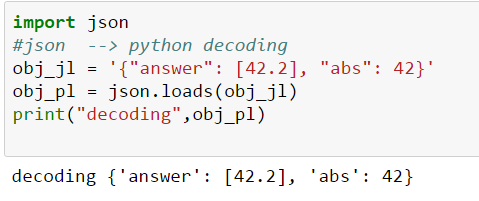 import json
#json  --> python decoding
obj_jl = '{"answer": [42.2], "abs": 42}'
obj_pl = json.loads(obj_jl)
print("decoding",obj_pl)
decoding {'answer': [42.2], 'abs': 42}